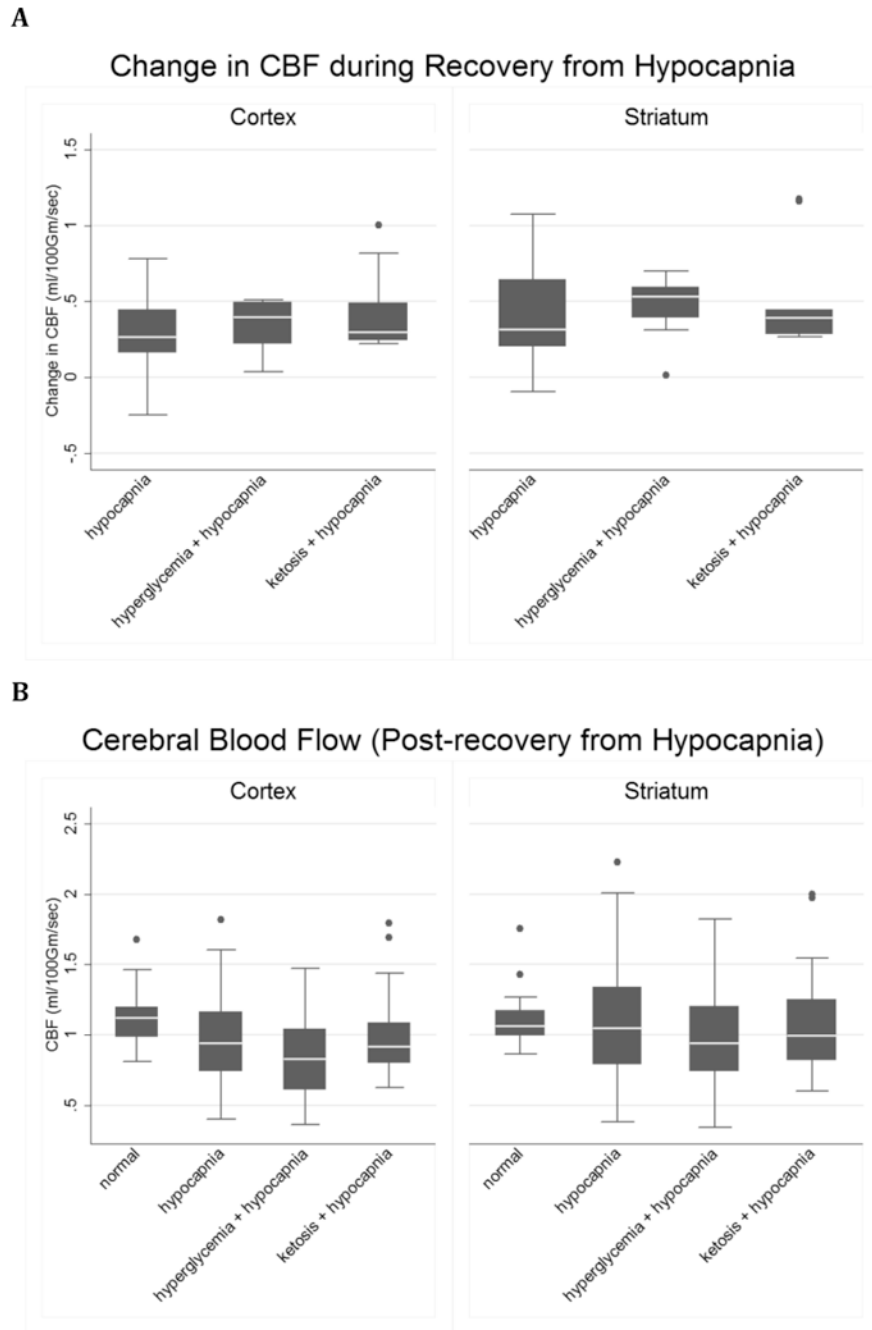 A
Change in CBF during Recovery from Hypocapnia
Cortex
Striatum
Change in CBF (ml/100Gm/sec)
1.5
1
.5
0
-.5
hypocapnia
hyperglycemia + hypocapnia
ketosis + hypocapnia
hypocapnia
hyperglycemia + hypocapnia
ketosis + hypocapnia
B
Cerebral Blood Flow (Post-recovery from Hypocapnia)
Cortex
Striatum
CBF (ml/100Gm/sec)
2.5
2
1.5
1
.5
normal
hypocapnia
hyperglycemia + hypocapnia
ketosis + hypocapnia
normal
hypocapnia
hyperglycemia + hypocapnia
ketosis + hypocapnia